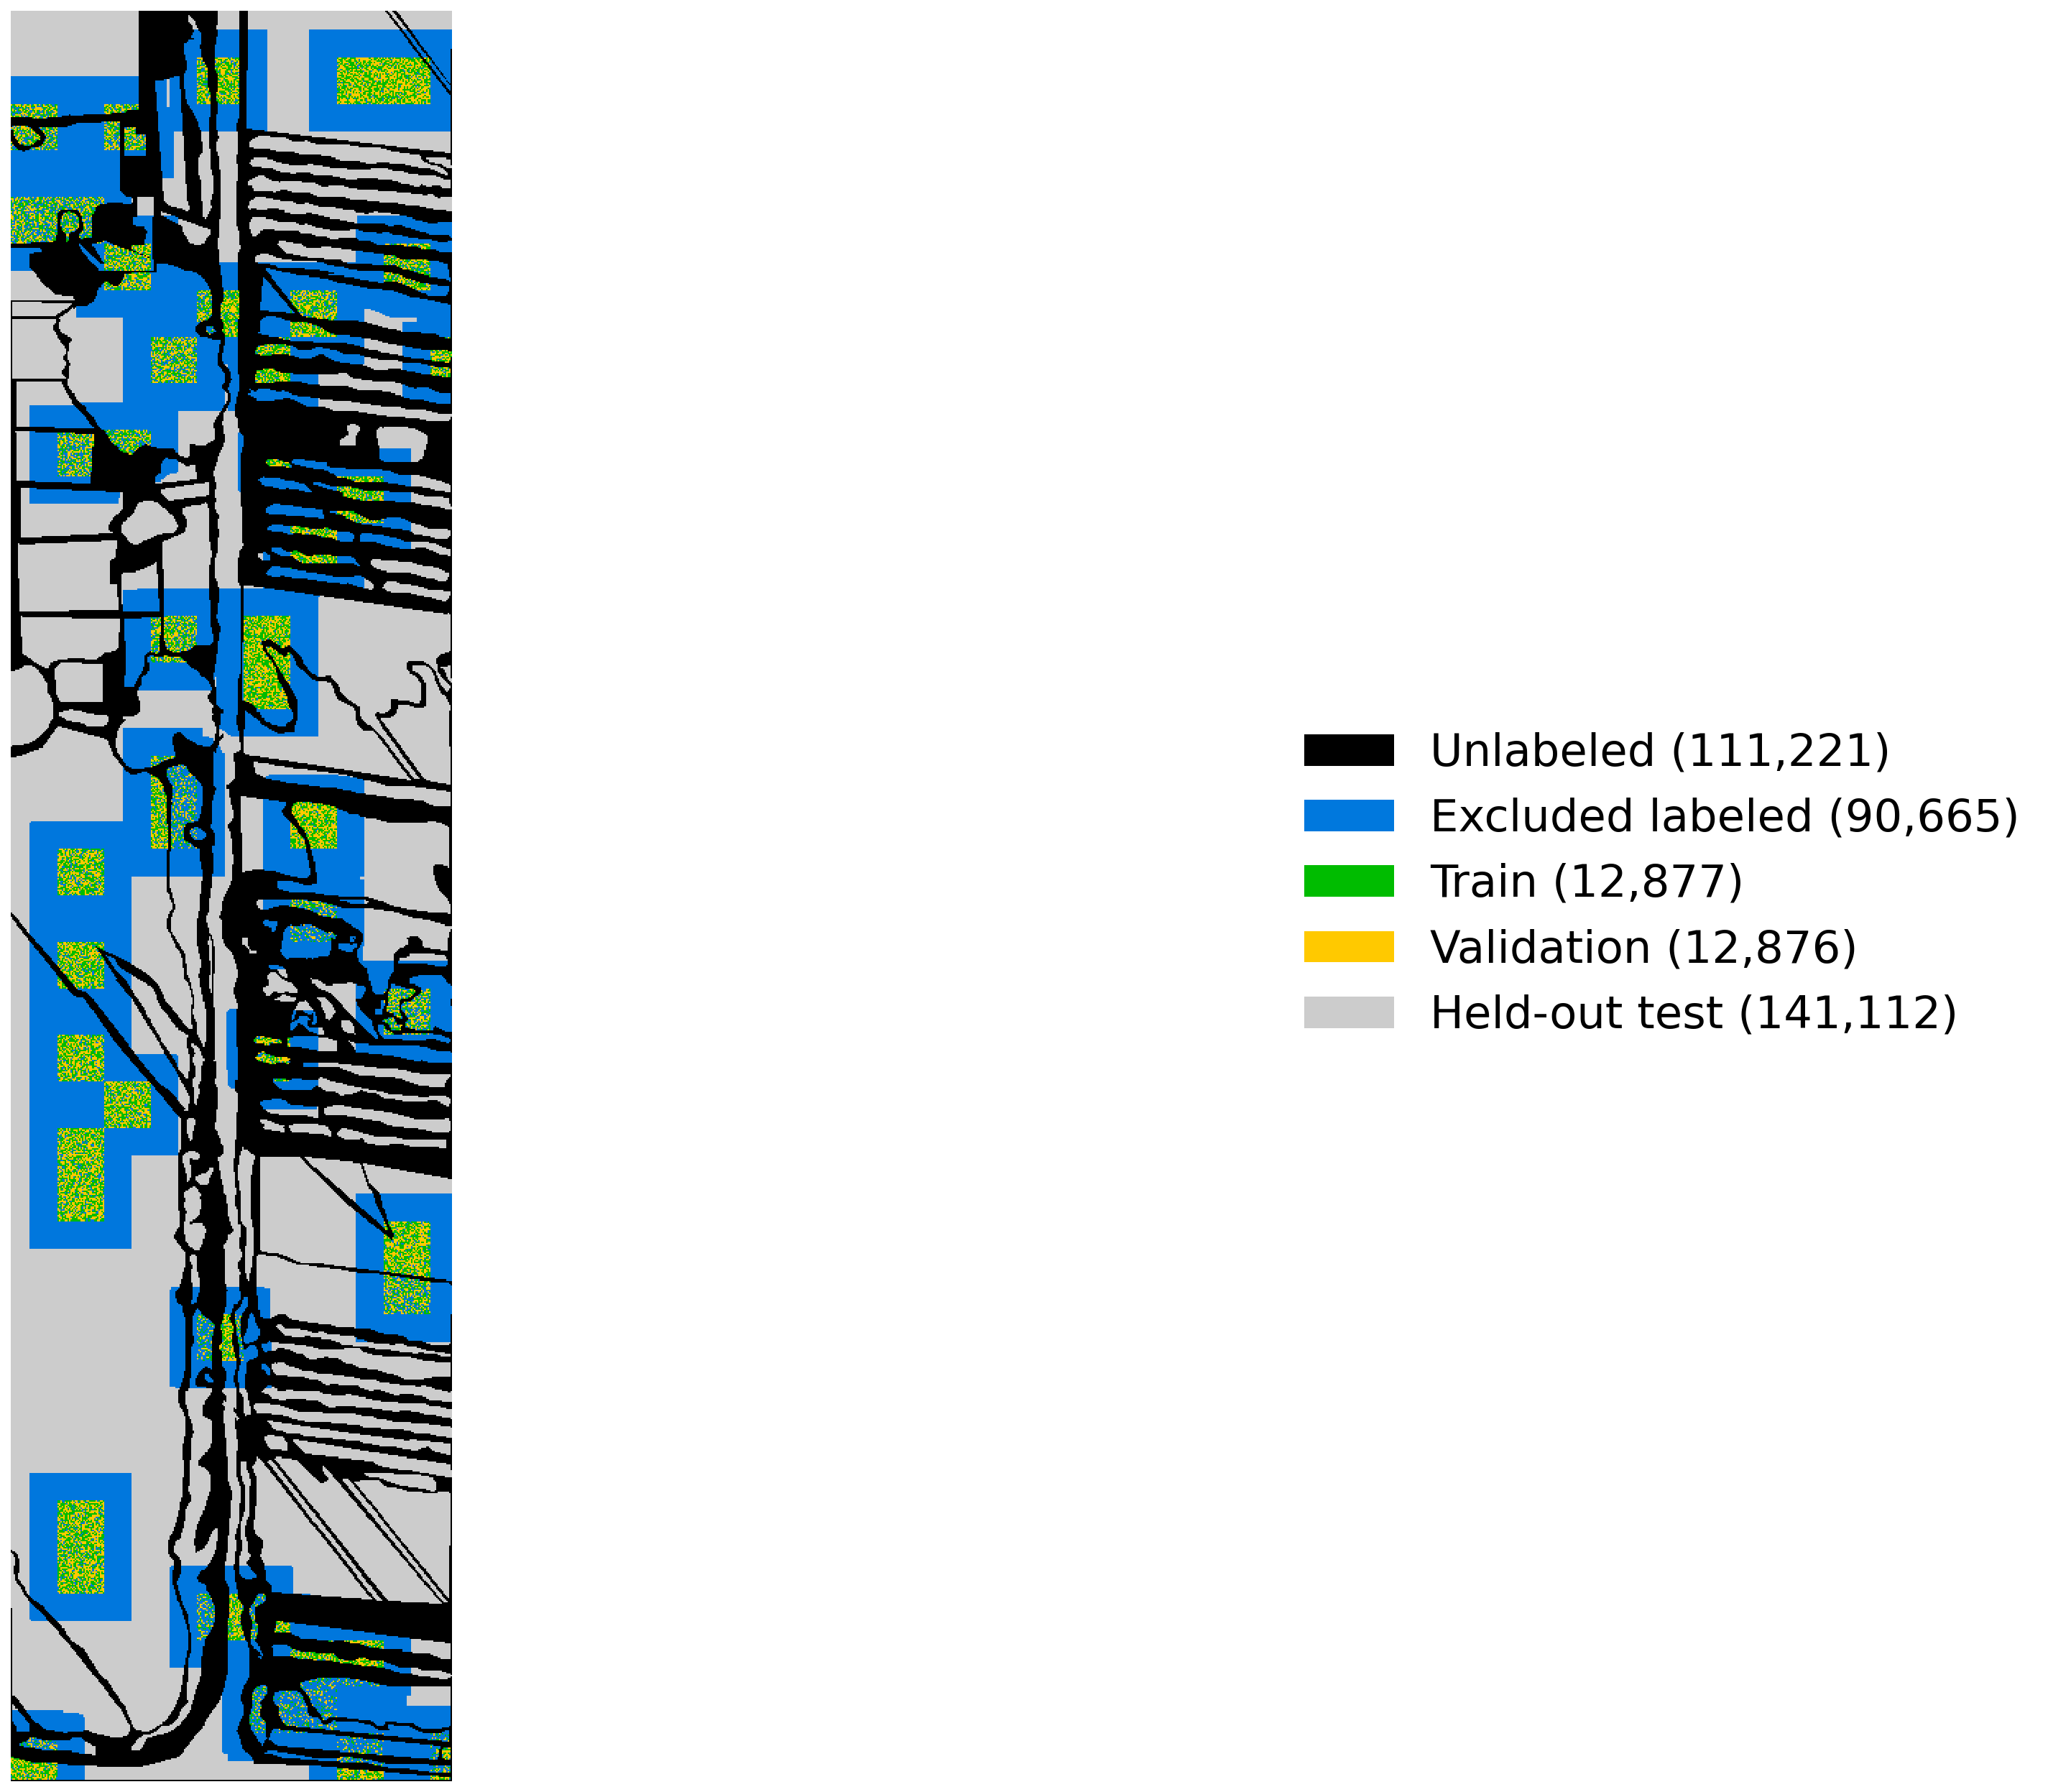 Unlabeled (111,221)
Excluded labeled (90,665)
Train (12,877)
Validation (12,876)
Held-out test (141,112)